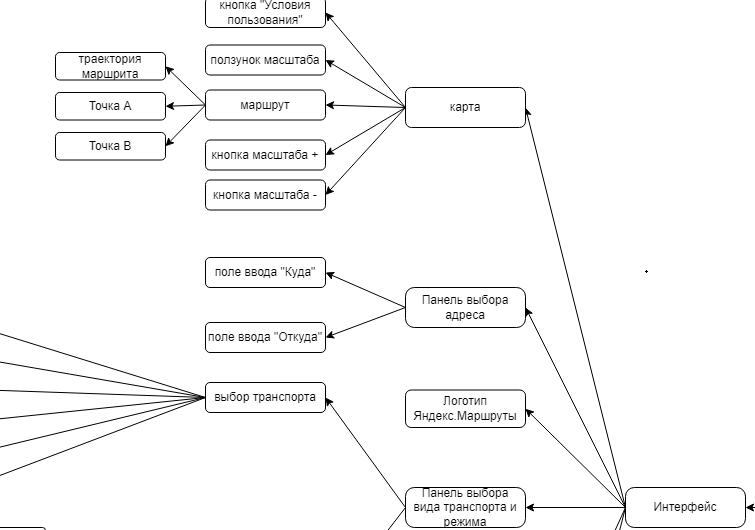 кнопка "Условия
пользования"
ползунок масштаба
маршрут
кнопка масштаба +
кнопка масштаба -
траектория
маршрита
Точка A
Точка B
карта
поле ввода "Куда"
поле ввода "Откуда"
Панель выбора
адреса
выбор транспорта
Логотип
Яндекс.Маршруты
Панель выбора
вида транспорта и
режима
Интерфейс